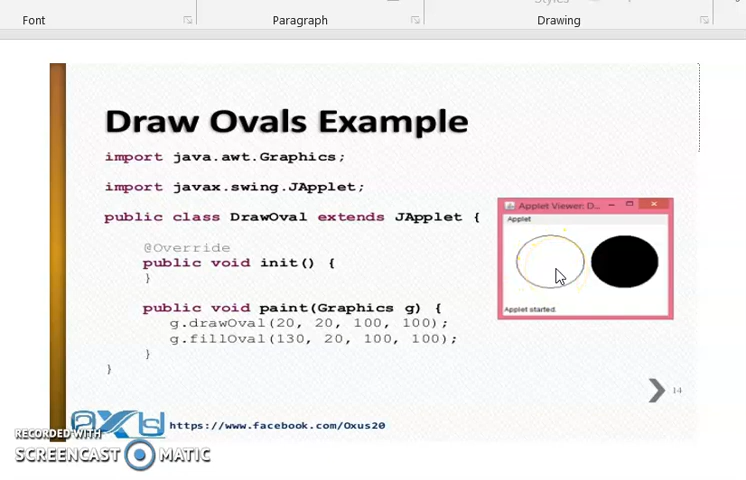 Font
Paragraph
Drawing
Draw Ovals Example
import java.awt.Graphics;
import javax.swing.JApplet;
public class DrawOval extends JApplet {
@Override
public void init() {
}
public void paint(Graphics g) {
g.drawOval(20, 20, 100, 100);
g.fillOval(130, 20, 100, 100);
}
}
Applet Viewer: D...
Applet
Applet started.
14
https://www.facebook.com/Oxus20
RECORDED WITH
SCREENCAST MATIC